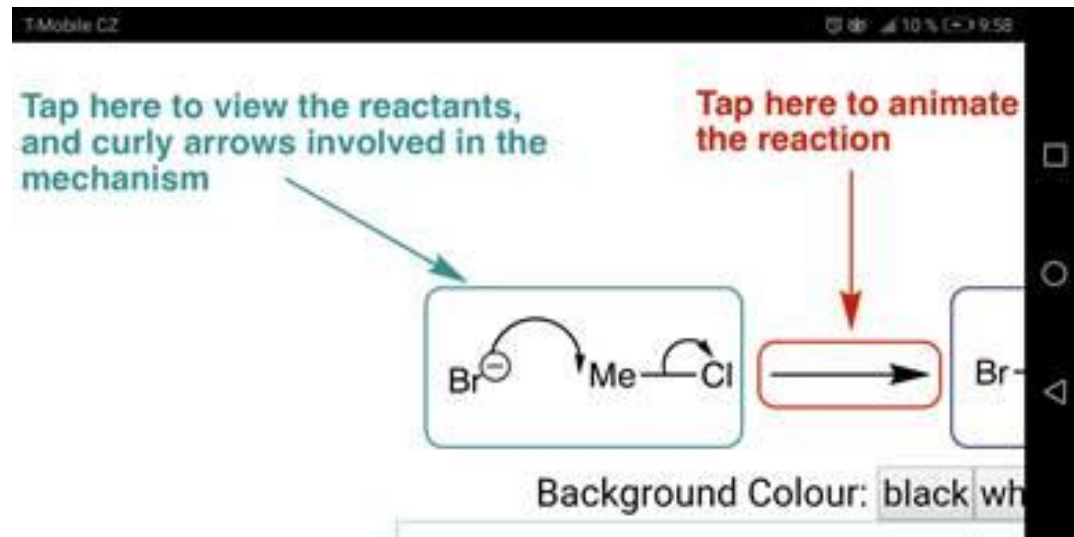 T-Mobile CZ
10 % 9:58
Tap here to view the reactants,
and curly arrows involved in the
mechanism
Tap here to animate
the reaction
Br − Me Cl
Br
Background Colour: black wh